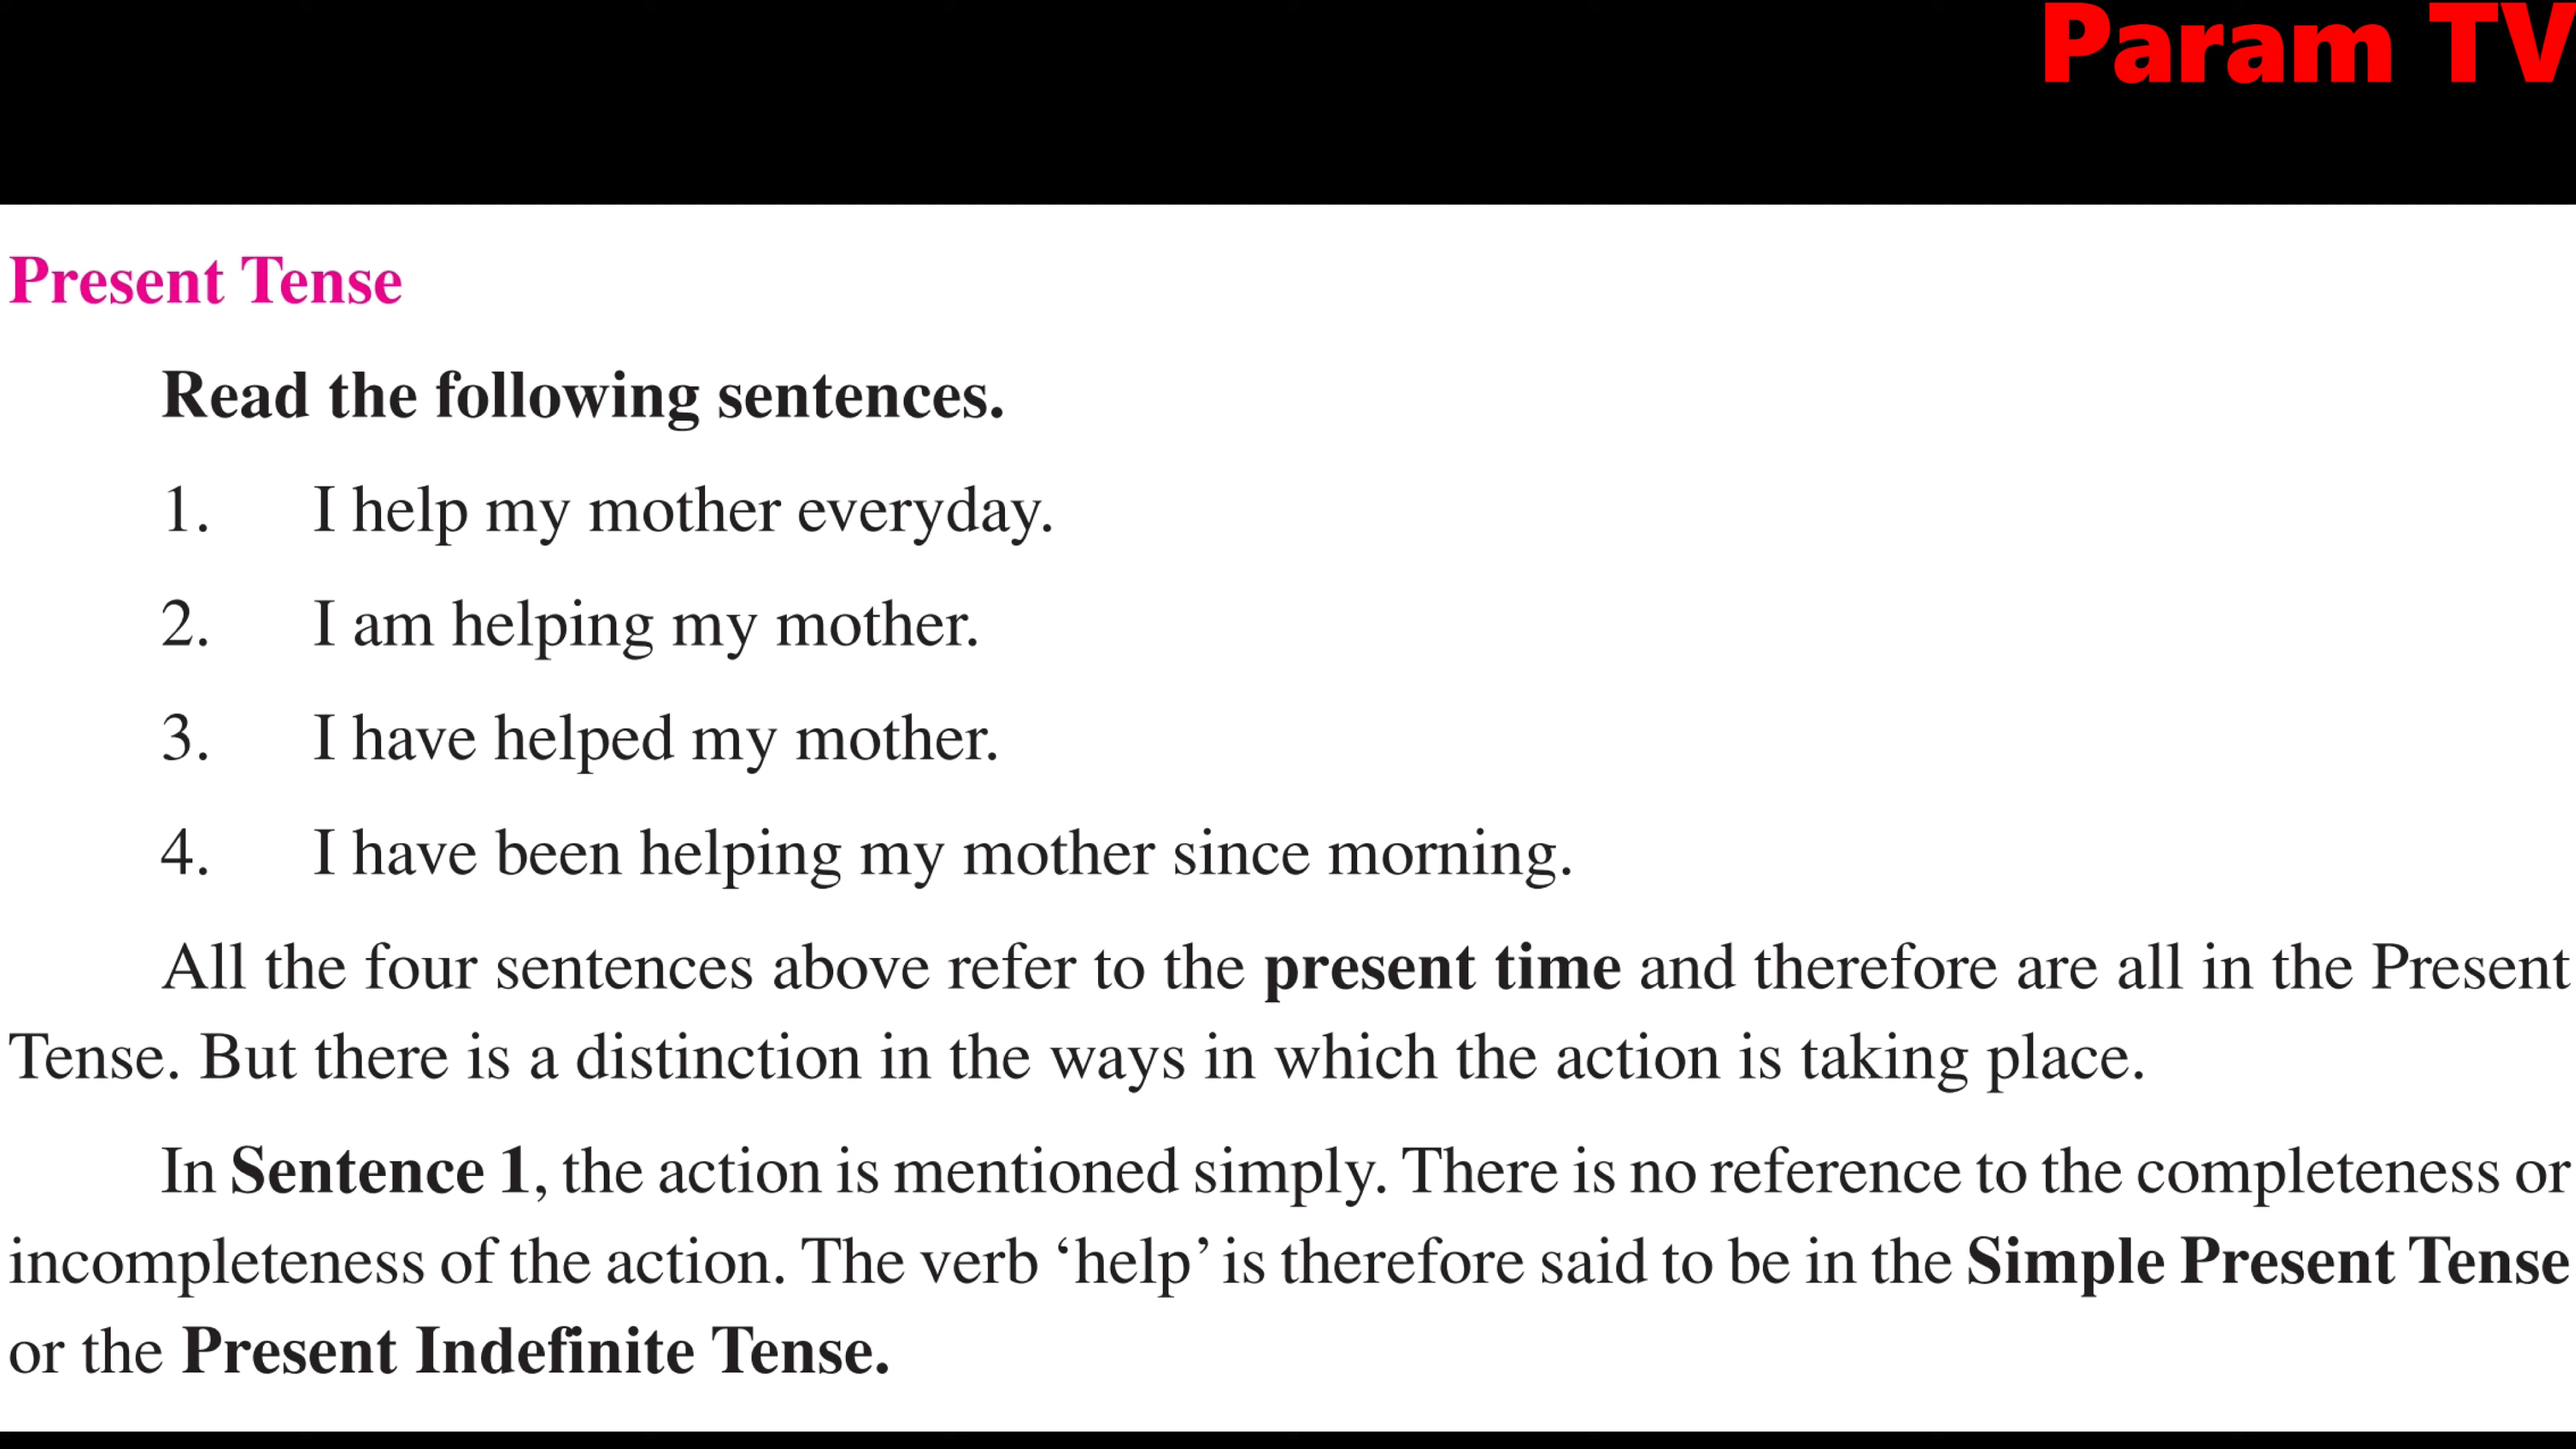 Param TV
Present Tense
Read the following sentences.
1. I help my mother everyday.
2. I am helping my mother.
3. I have helped my mother.
4. I have been helping my mother since morning.
All the four sentences above refer to the present time and therefore are all in the Present
Tense. But there is a distinction in the ways in which the action is taking place.
In Sentence 1, the action is mentioned simply. There is no reference to the completeness or
incompleteness of the action. The verb ‘help’ is therefore said to be in the Simple Present Tense
or the Present Indefinite Tense.